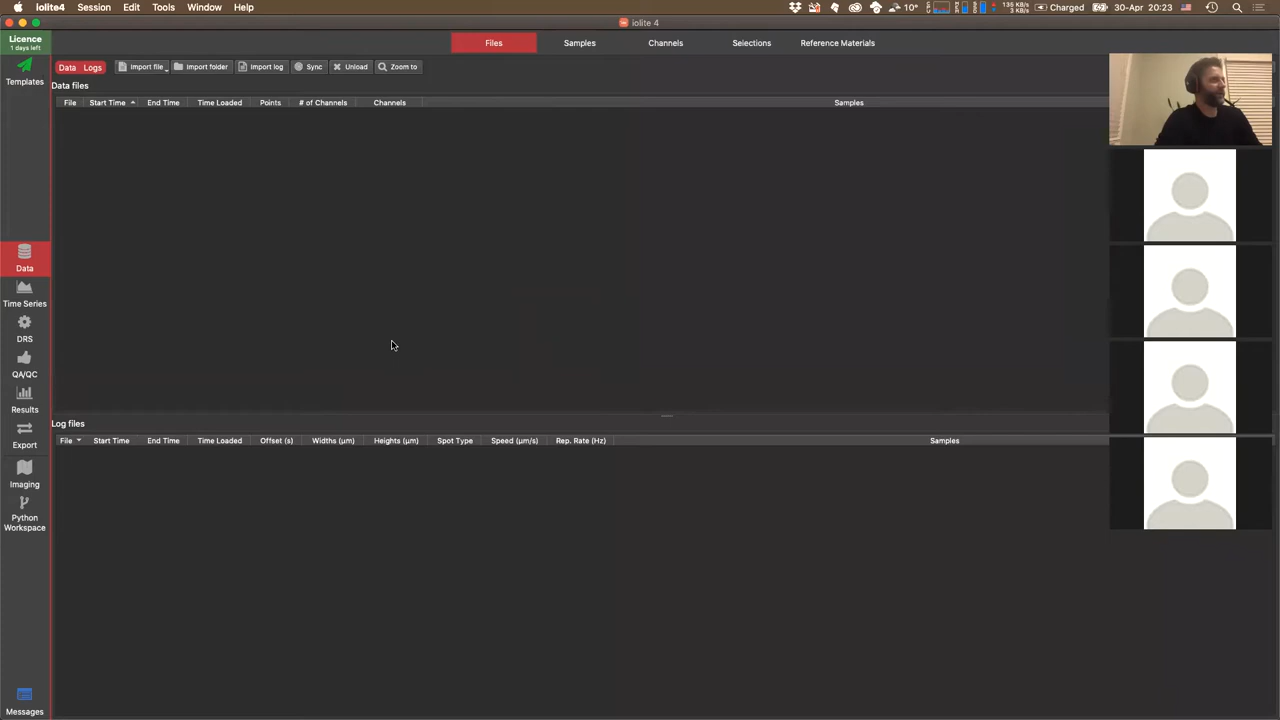 iolite4 Session Edit Tools Window Help 10° 135 KB/s 3 KB/s Charged 30-Apr 20:23
iolite 4
Licence
1 days left
Files Samples Channels Selections Reference Materials
Templates
Data Logs Import file Import folder Import log Sync Unload Zoom to
Data files
File Start Time End Time Time Loaded Points # of Channels Channels Samples
Data
Time Series
DRS
QA/QC
Results
Export
Imaging
Python
Workspace
Messages
Log files
File Start Time End Time Time Loaded Offset (s) Widths (µm) Heights (µm) Spot Type Speed (µm/s) Rep. Rate (Hz) Samples